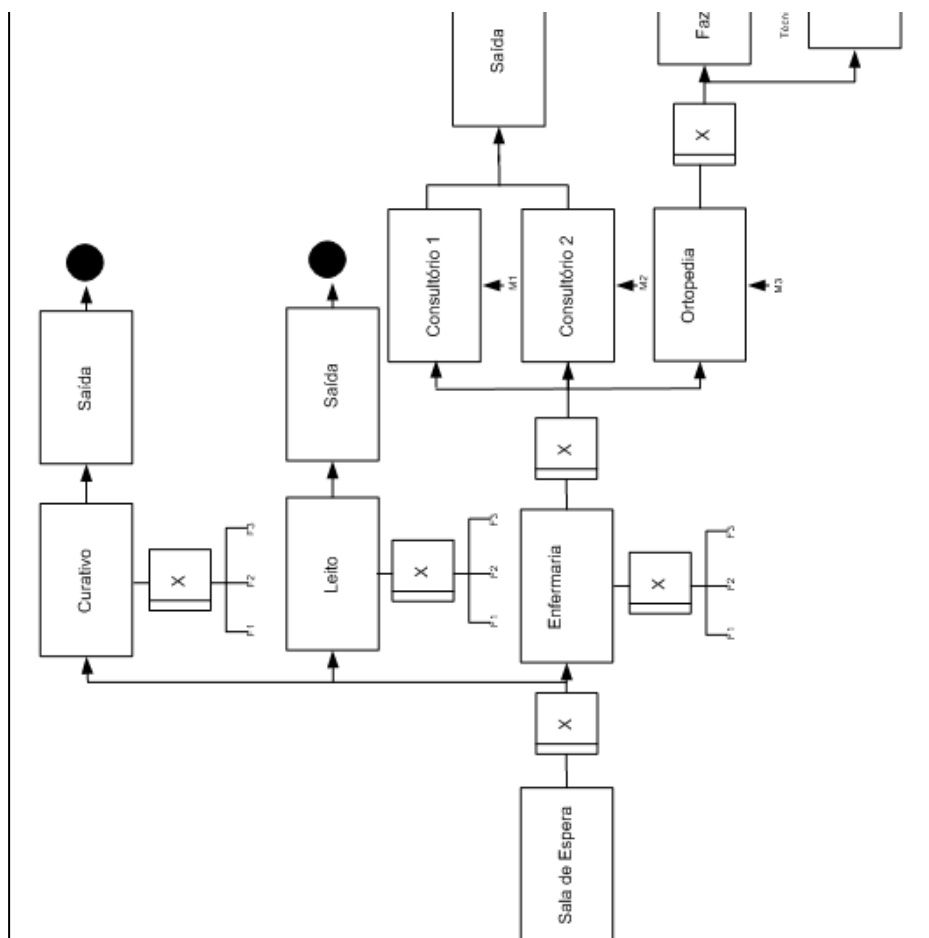 Saída
Faz
Técn
X
Consultório 1
M1
Consultório 2
M2
Ortopedia
M3
Saída
Saída
X
Curativo
X
F1
F2
F3
Leito
X
F1
F2
F3
Enfermaria
X
F1
F2
F3
X
Sala de Espera